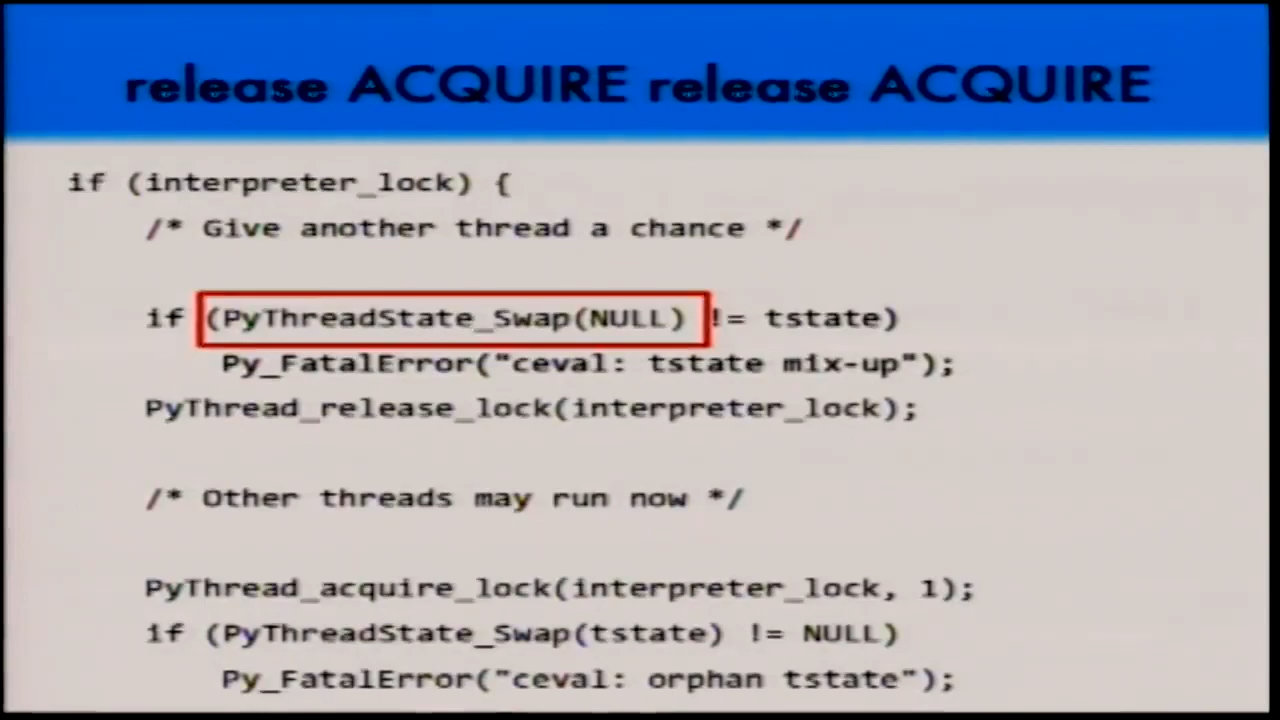 release ACQUIRE release ACQUIRE
if (interpreter_lock) {
/* Give another thread a chance */
if (PyThreadState_Swap(NULL) != tstate)
Py_FatalError("ceval: tstate mix-up");
PyThread_release_lock(interpreter_lock);
/* Other threads may run now */
PyThread_acquire_lock(interpreter_lock, 1);
if (PyThreadState_Swap(tstate) != NULL)
Py_FatalError("ceval: orphan tstate");